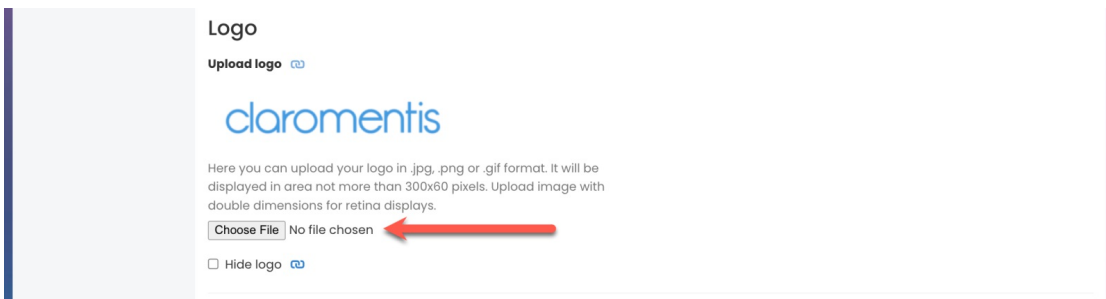 Logo
Upload logo
claromentis
Here you can upload your logo in .jpg, .png or .gif format. It will be
displayed in area not more than 300x60 pixels. Upload image with
double dimensions for retina displays.
Choose File No file chosen
Hide logo